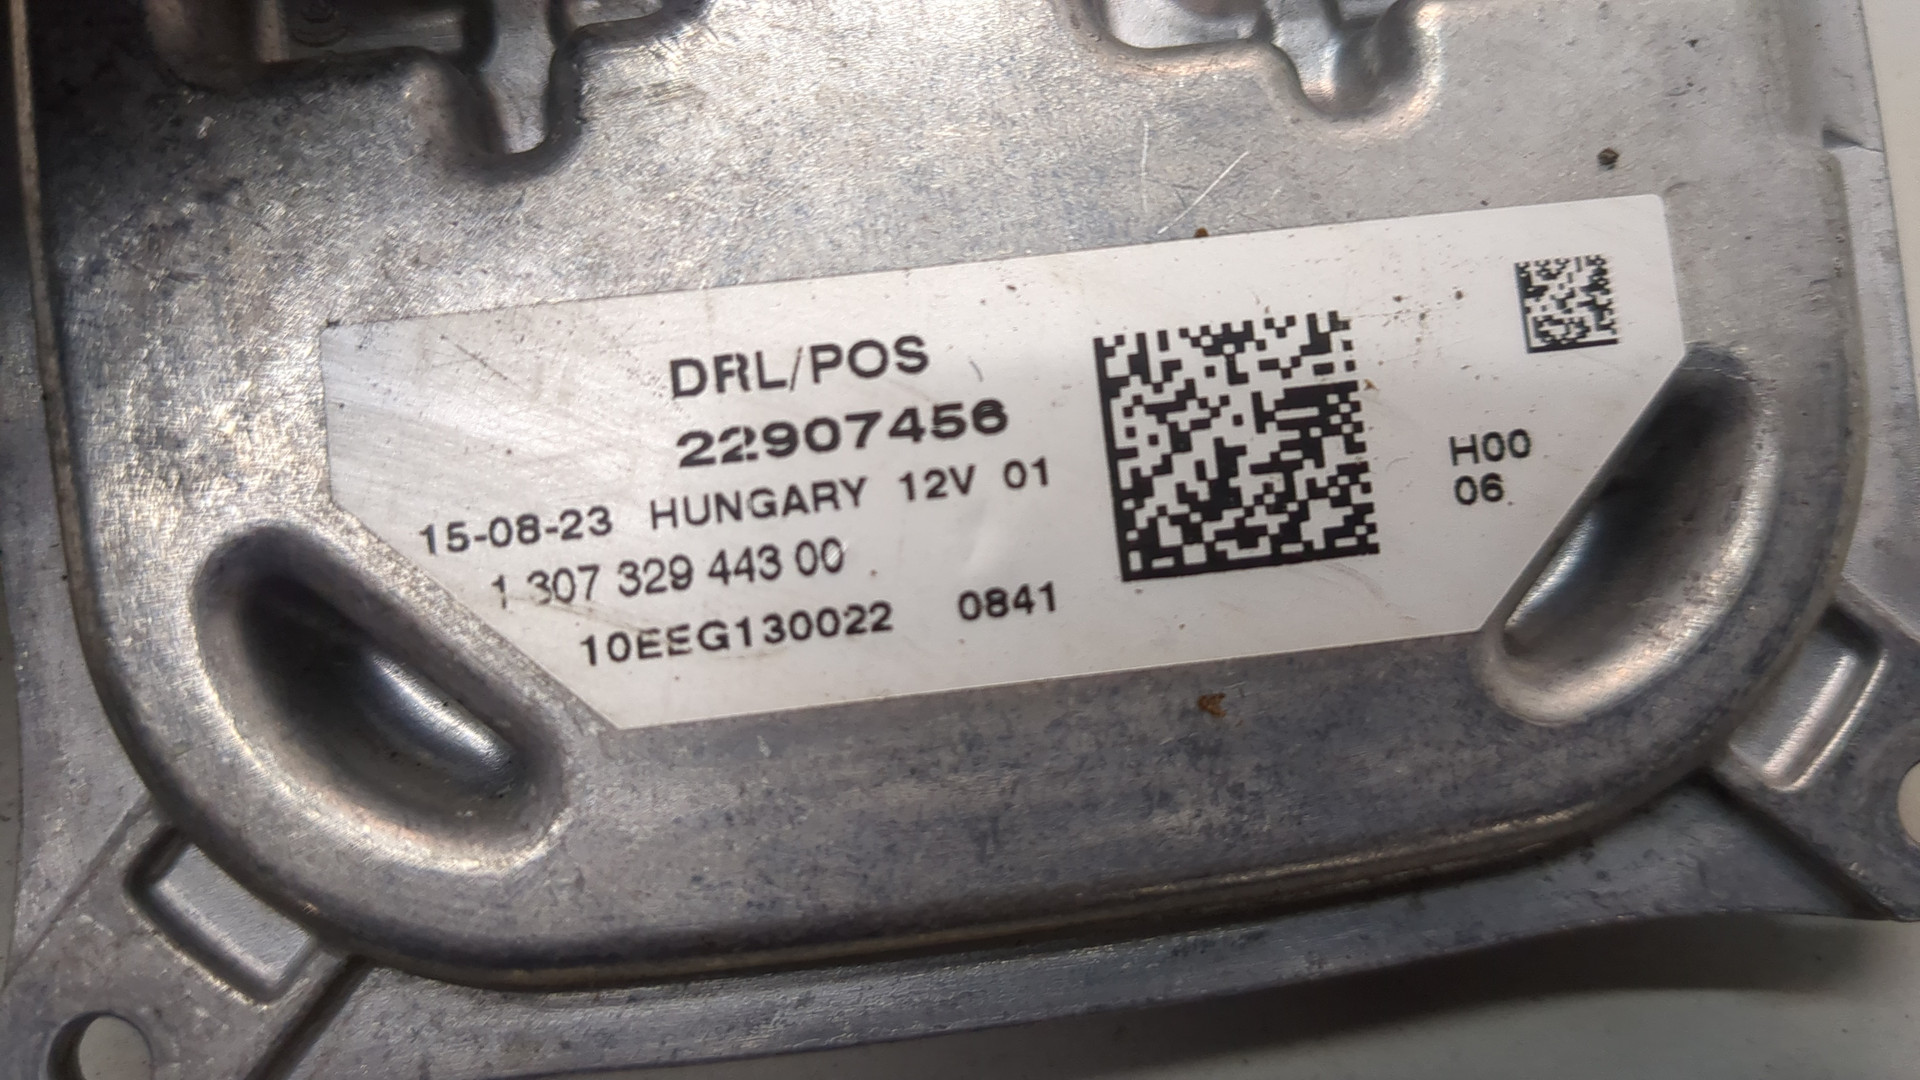 DRL/POS
22907456
15-08-23 HUNGARY 12V 01
1 307 329 443 00
10EEG130022 0841
H00
06